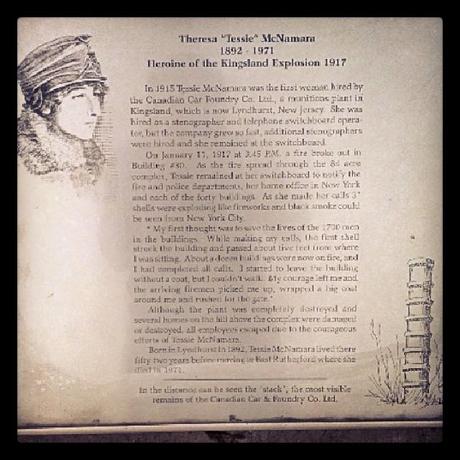 Theresa "Tessie" McNamara
1892 - 1971
Heroine of the Kingsland Explosion 1917
In 1915 Tessie McNamara was the first woman hired by
the Canadian Car Foundry Co. Ltd., a munitions plant in
Kingsland, which is now Lyndhurst, New Jersey. She was
hired as a stenographer and telephone switchboard opera-
tor, but the company grew so fast, additional stenographers
were hired and she remained at the switchboard.
On January 11, 1917 at 3:45 P.M. a fire broke out in
Building #30. As the fire spread through the 84 acre
complex, Tessie remained at her switchboard to notify the
fire and police departments, her home office in New York
and each of the forty buildings. As she made her calls 3"
shells were exploding like fireworks and black smoke could
be seen from New York City.
" My first thought was to save the lives of the 1700 men
in the buildings. While making my calls, the first shell
struck the building and passed about five feet from where
I was sitting. About a dozen buildings were now on fire, and
I had completed all calls. I started to leave the building
without a coat, but I couldn't walk. My courage left me and
the arriving firemen picked me up, wrapped a big coat
around me and rushed for the gate."
Although the plant was completely destroyed and
several homes on the hill above the complex were damaged
or destroyed, all employees escaped due to the courageous
efforts of Tessie McNamara.
Born in Lyndhurst in 1892, Tessie McNamara lived there
fifty two years before moving to East Rutherford where she
died in 1971.
In the distance can be seen the "stack", the most visible
remains of the Canadian Car & Foundry Co. Ltd.